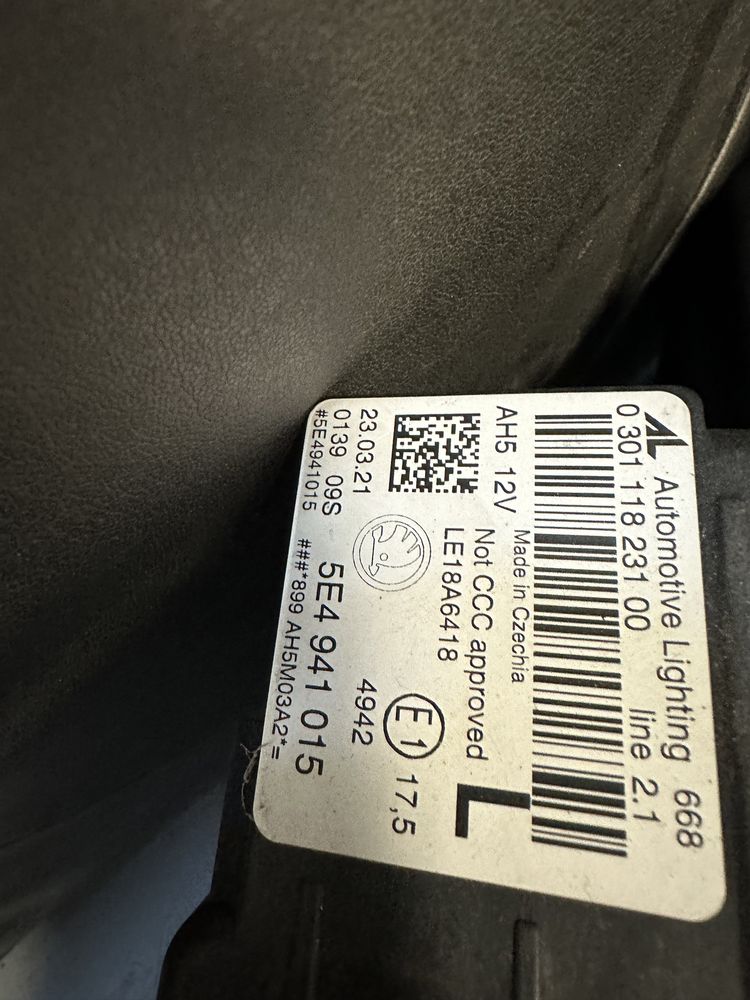 AL Automotive Lighting 668
0 301 118 231 00 line 2.1
AH5 12V
Made in Czechia
Not CCC approved
LE18A6418
L
E1 17,5
4942
23.03.21
0139 09S
5E4 941 015
#5E4941015 ###*899 AH5M03A2*=